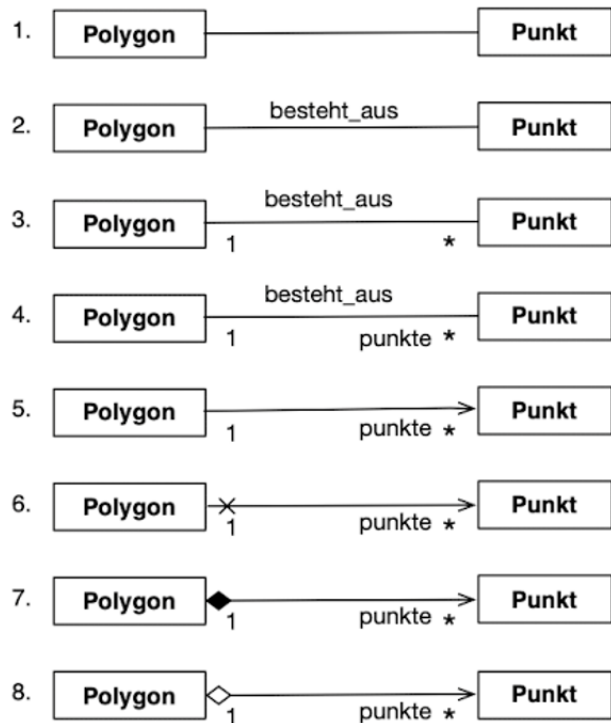 1. Polygon Punkt
besteht_aus
2. Polygon Punkt
besteht_aus
3. Polygon Punkt
1 *
besteht_aus
4. Polygon Punkt
1 punkte *
5. Polygon Punkt
1 punkte *
6. Polygon Punkt
1 punkte *
7. Polygon Punkt
1 punkte *
8. Polygon Punkt
1 punkte *